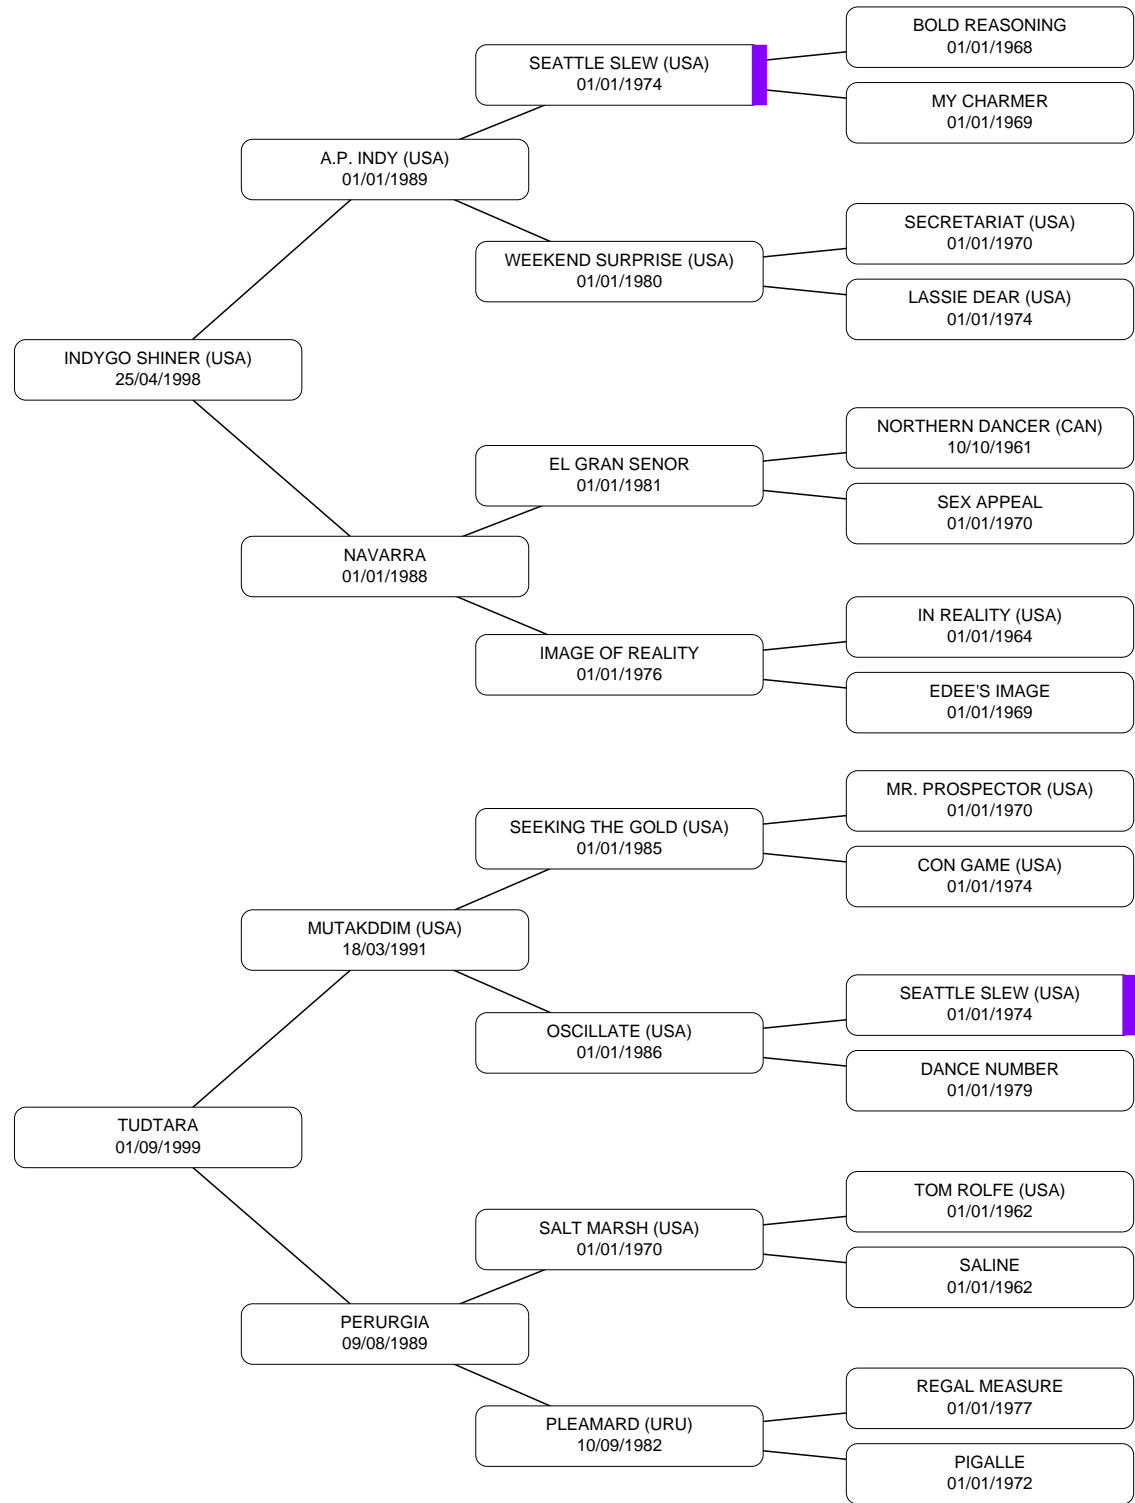 BOLD REASONING
01/01/1968
SEATTLE SLEW (USA)
01/01/1974
MY CHARMER
01/01/1969
A.P. INDY (USA)
01/01/1989
SECRETARIAT (USA)
01/01/1970
WEEKEND SURPRISE (USA)
01/01/1980
LASSIE DEAR (USA)
01/01/1974
INDYGO SHINER (USA)
25/04/1998
NORTHERN DANCER (CAN)
10/10/1961
EL GRAN SENOR
01/01/1981
SEX APPEAL
01/01/1970
NAVARRA
01/01/1988
IN REALITY (USA)
01/01/1964
IMAGE OF REALITY
01/01/1976
EDEE'S IMAGE
01/01/1969
MR. PROSPECTOR (USA)
01/01/1970
SEEKING THE GOLD (USA)
01/01/1985
CON GAME (USA)
01/01/1974
MUTAKDDIM (USA)
18/03/1991
SEATTLE SLEW (USA)
01/01/1974
OSCILLATE (USA)
01/01/1986
DANCE NUMBER
01/01/1979
TUDTARA
01/09/1999
TOM ROLFE (USA)
01/01/1962
SALT MARSH (USA)
01/01/1970
SALINE
01/01/1962
PERURGIA
09/08/1989
REGAL MEASURE
01/01/1977
PLEAMARD (URU)
10/09/1982
PIGALLE
01/01/1972